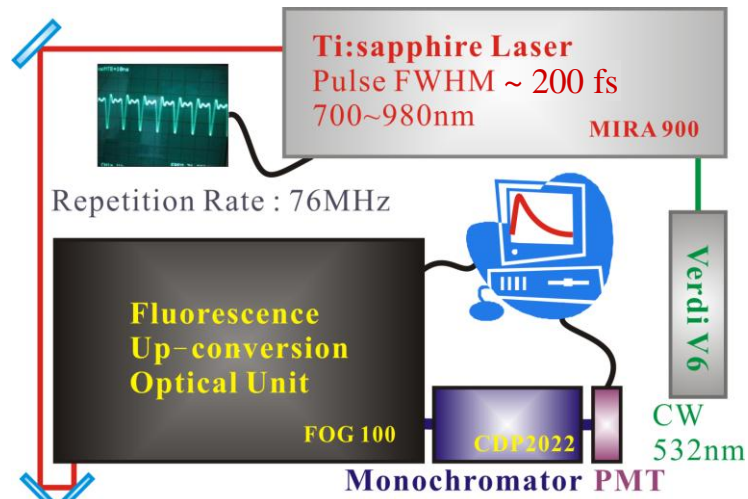 Ti:sapphire Laser
Pulse FWHM ~ 200 fs
700~980nm
MIRA 900
Repetition Rate : 76MHz
Verdi V6
CW
532nm
Fluorescence
Up-conversion
Optical Unit
FOG 100
CDP2022
Monochromator PMT